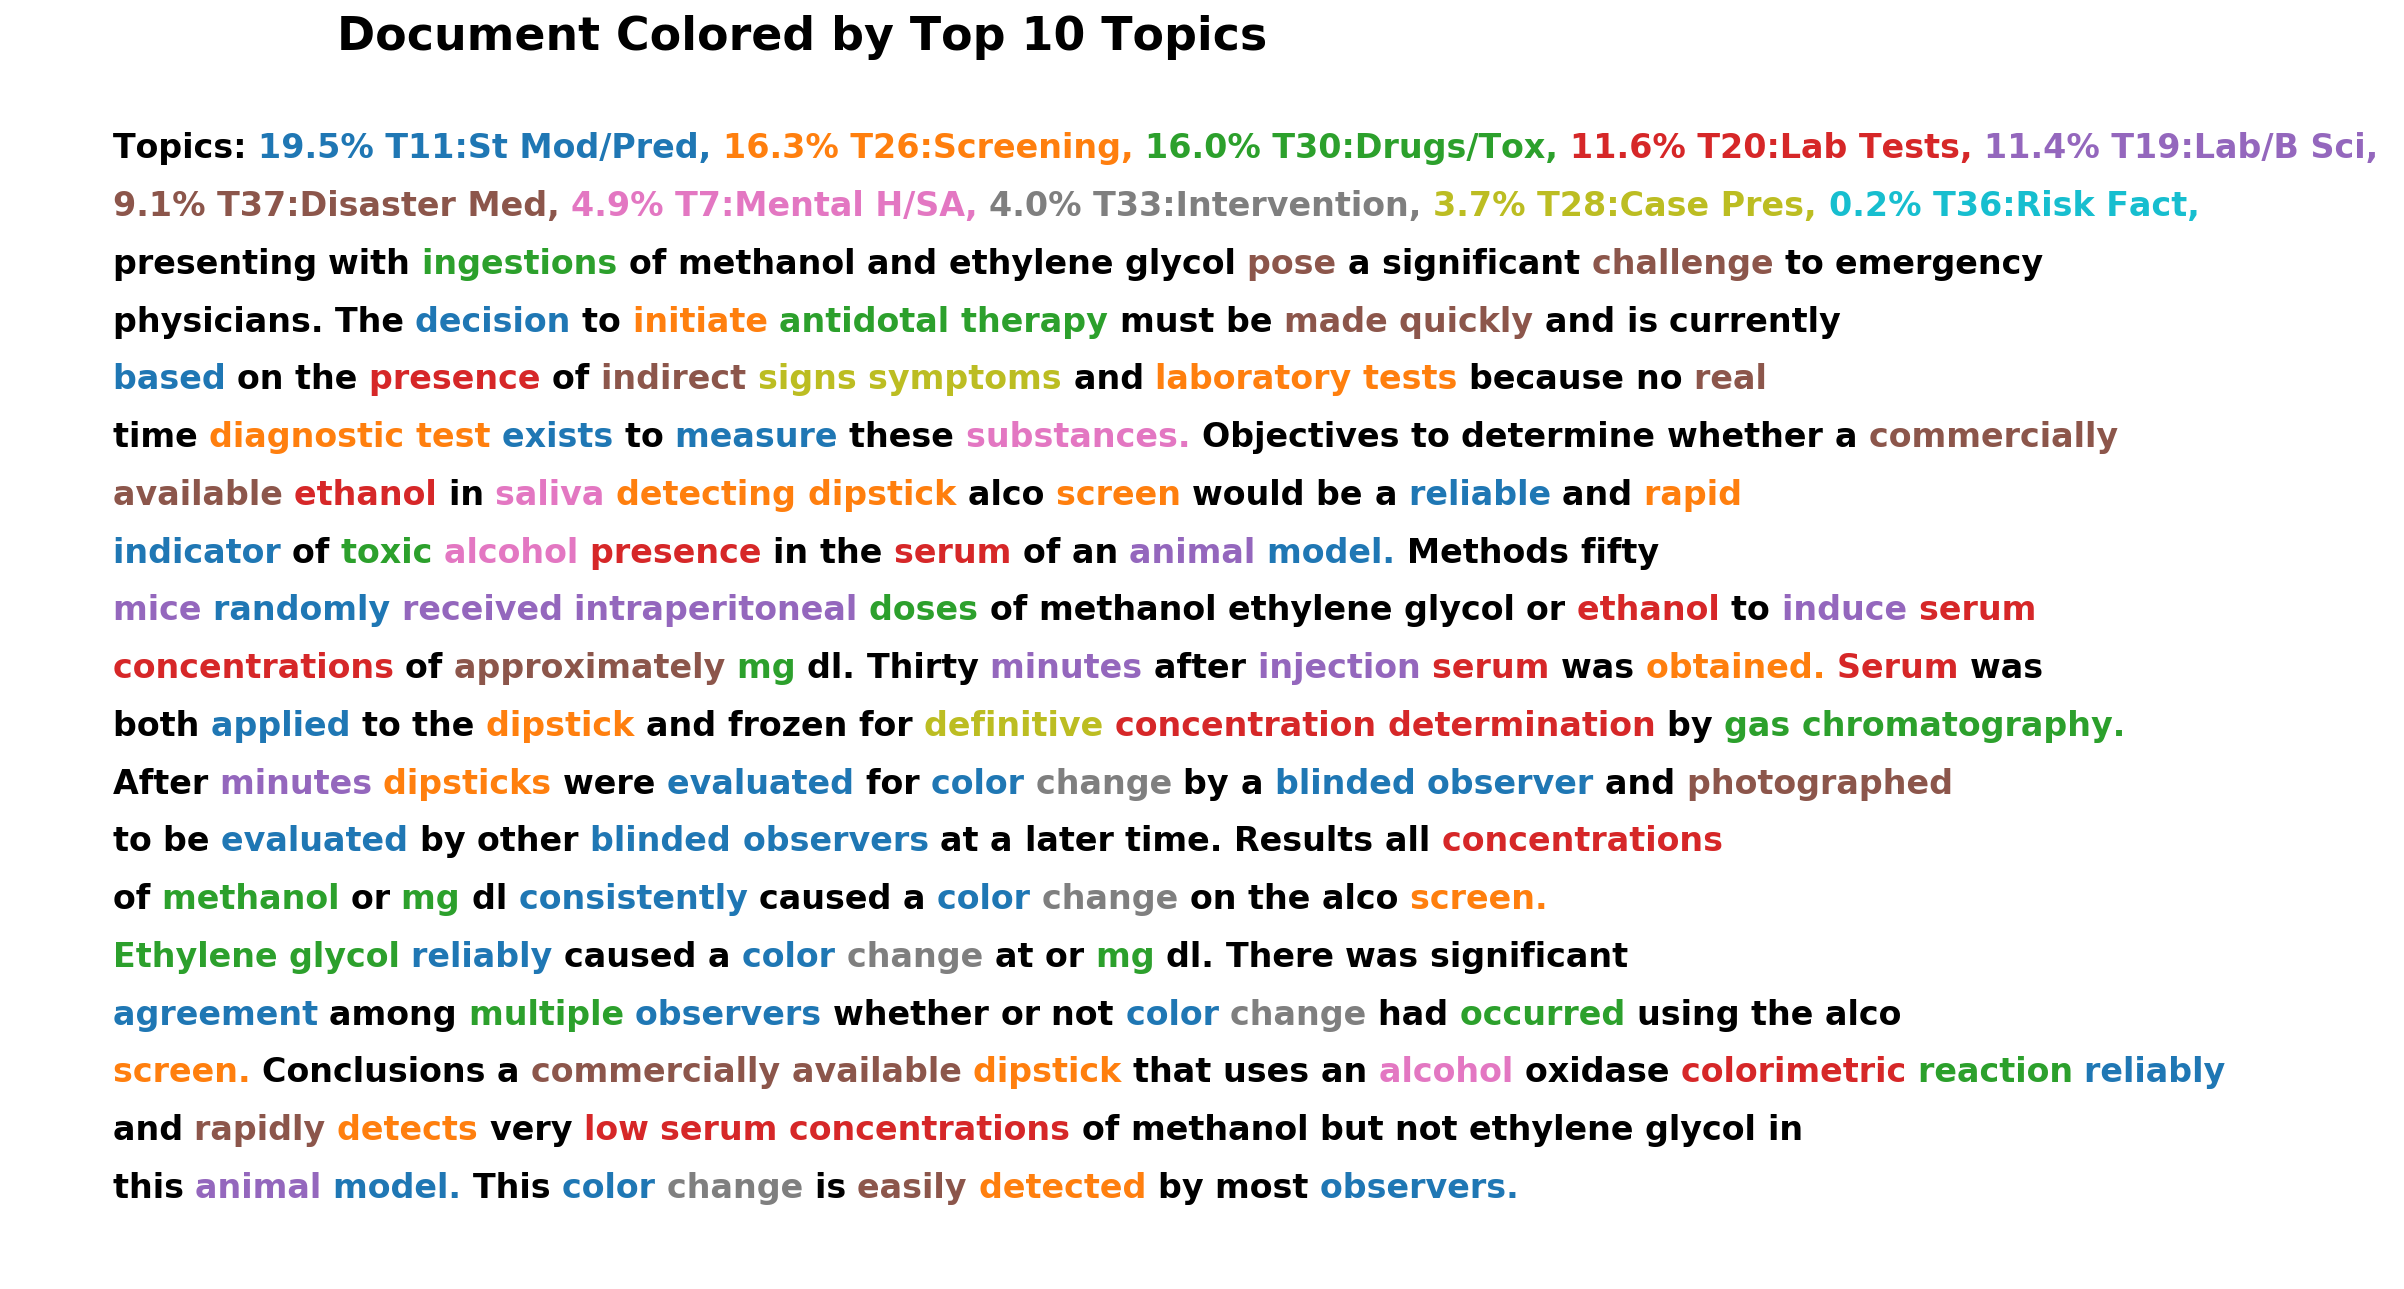 Document Colored by Top 10 Topics
Topics: 19.5% T11:St Mod/Pred, 16.3% T26:Screening, 16.0% T30:Drugs/Tox, 11.6% T20:Lab Tests, 11.4% T19:Lab/B Sci,
9.1% T37:Disaster Med, 4.9% T7:Mental H/SA, 4.0% T33:Intervention, 3.7% T28:Case Pres, 0.2% T36:Risk Fact,
presenting with ingestions of methanol and ethylene glycol pose a significant challenge to emergency
physicians. The decision to initiate antidotal therapy must be made quickly and is currently
based on the presence of indirect signs symptoms and laboratory tests because no real
time diagnostic test exists to measure these substances. Objectives to determine whether a commercially
available ethanol in saliva detecting dipstick alco screen would be a reliable and rapid
indicator of toxic alcohol presence in the serum of an animal model. Methods fifty
mice randomly received intraperitoneal doses of methanol ethylene glycol or ethanol to induce serum
concentrations of approximately mg dl. Thirty minutes after injection serum was obtained. Serum was
both applied to the dipstick and frozen for definitive concentration determination by gas chromatography.
After minutes dipsticks were evaluated for color change by a blinded observer and photographed
to be evaluated by other blinded observers at a later time. Results all concentrations
of methanol or mg dl consistently caused a color change on the alco screen.
Ethylene glycol reliably caused a color change at or mg dl. There was significant
agreement among multiple observers whether or not color change had occurred using the alco
screen. Conclusions a commercially available dipstick that uses an alcohol oxidase colorimetric reaction reliably
and rapidly detects very low serum concentrations of methanol but not ethylene glycol in
this animal model. This color change is easily detected by most observers.